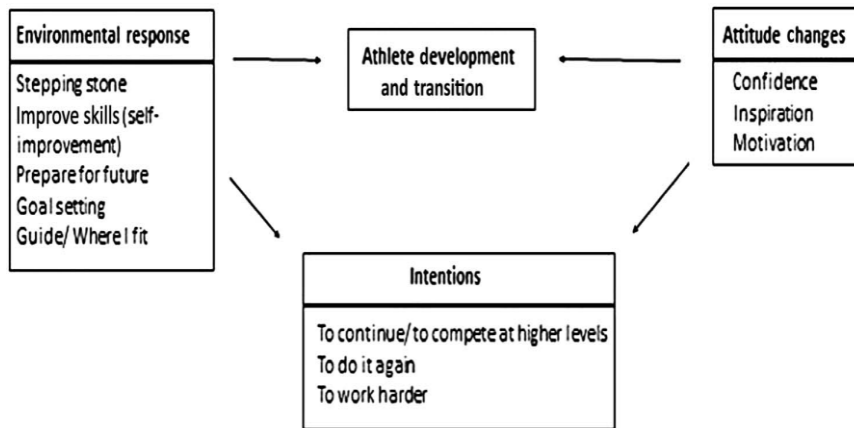 Environmental response
Stepping stone
Improve skills (self-
improvement)
Prepare for future
Goal setting
Guide/ Where I fit
Athlete development
and transition
Attitude changes
Confidence
Inspiration
Motivation
Intentions
To continue/ to compete at higher levels
To do it again
To work harder